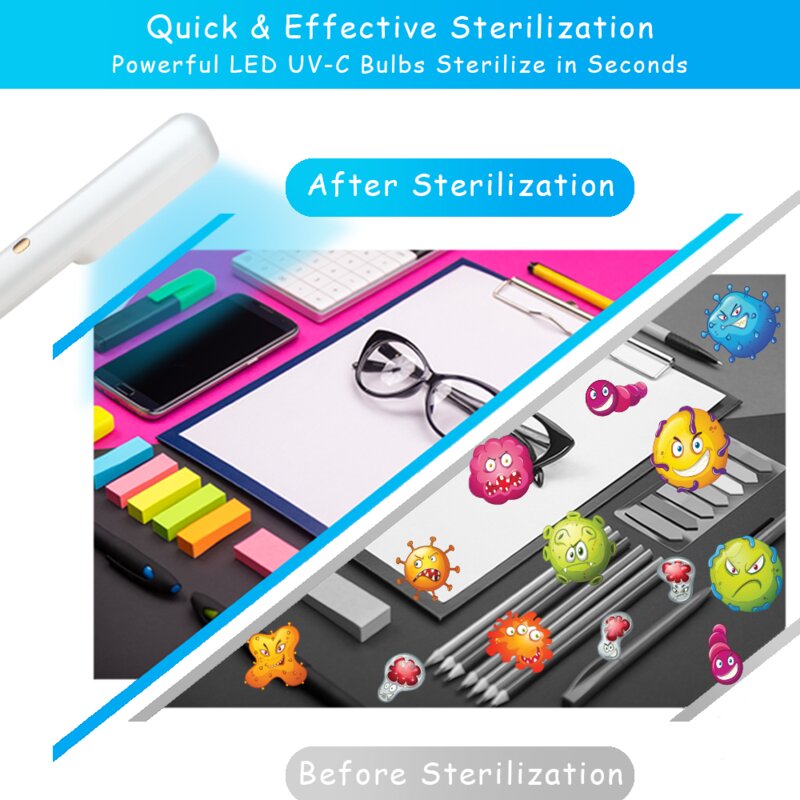 Quick & Effective Sterilization
Powerful LED UV-C Bulbs Sterilize in Seconds
After Sterilization
Before Sterilization